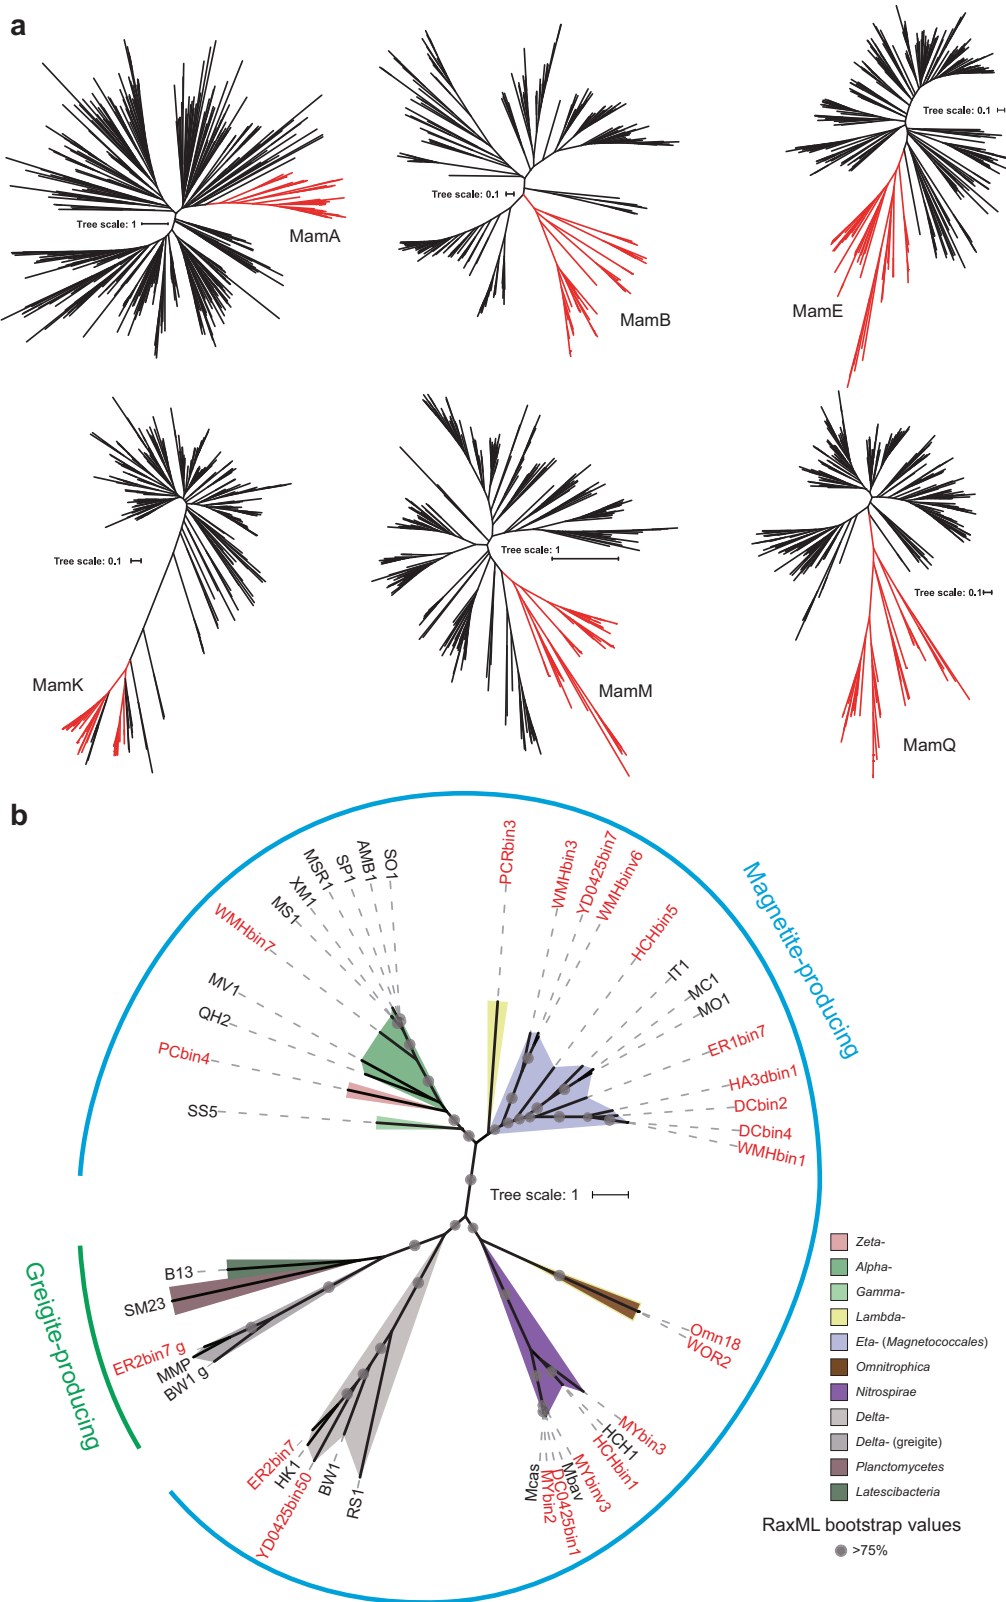 a
Tree scale: 1
MamA
Tree scale: 0.1
MamB
Tree scale: 0.1
MamE
Tree scale: 0.1
MamK
Tree scale: 1
MamM
Tree scale: 0.1
MamQ
b
Magnetite-producing
Greigite-producing
PCbin4
QH2
MV1
WMHbin7
MS1
XM1
MSR1
SP1
AMB1
SO1
PCRbin3
WMHbin3
YD0425bin7
WMHbinv6
HCHbin5
IT1
MC1
MO1
ER1bin7
HA3dbin1
DCbin2
DCbin4
WMHbin1
SS5
Tree scale: 1
B13
SM23
ER2bin7 g
MMP
BW1 g
ER2bin7
HK1
YD0425bin50
BW1
RS1
Mcas
MYbin2
DC0425bin1
Mbav
MYbinv3
HCHbin1
HCH1
MYbin3
Omn18
WOR2
Zeta-
Alpha-
Gamma-
Lambda-
Eta- (Magnetococcales)
Omnitrophica
Nitrospirae
Delta-
Delta- (greigite)
Planctomycetes
Latescibacteria
RaxML bootstrap values
>75%